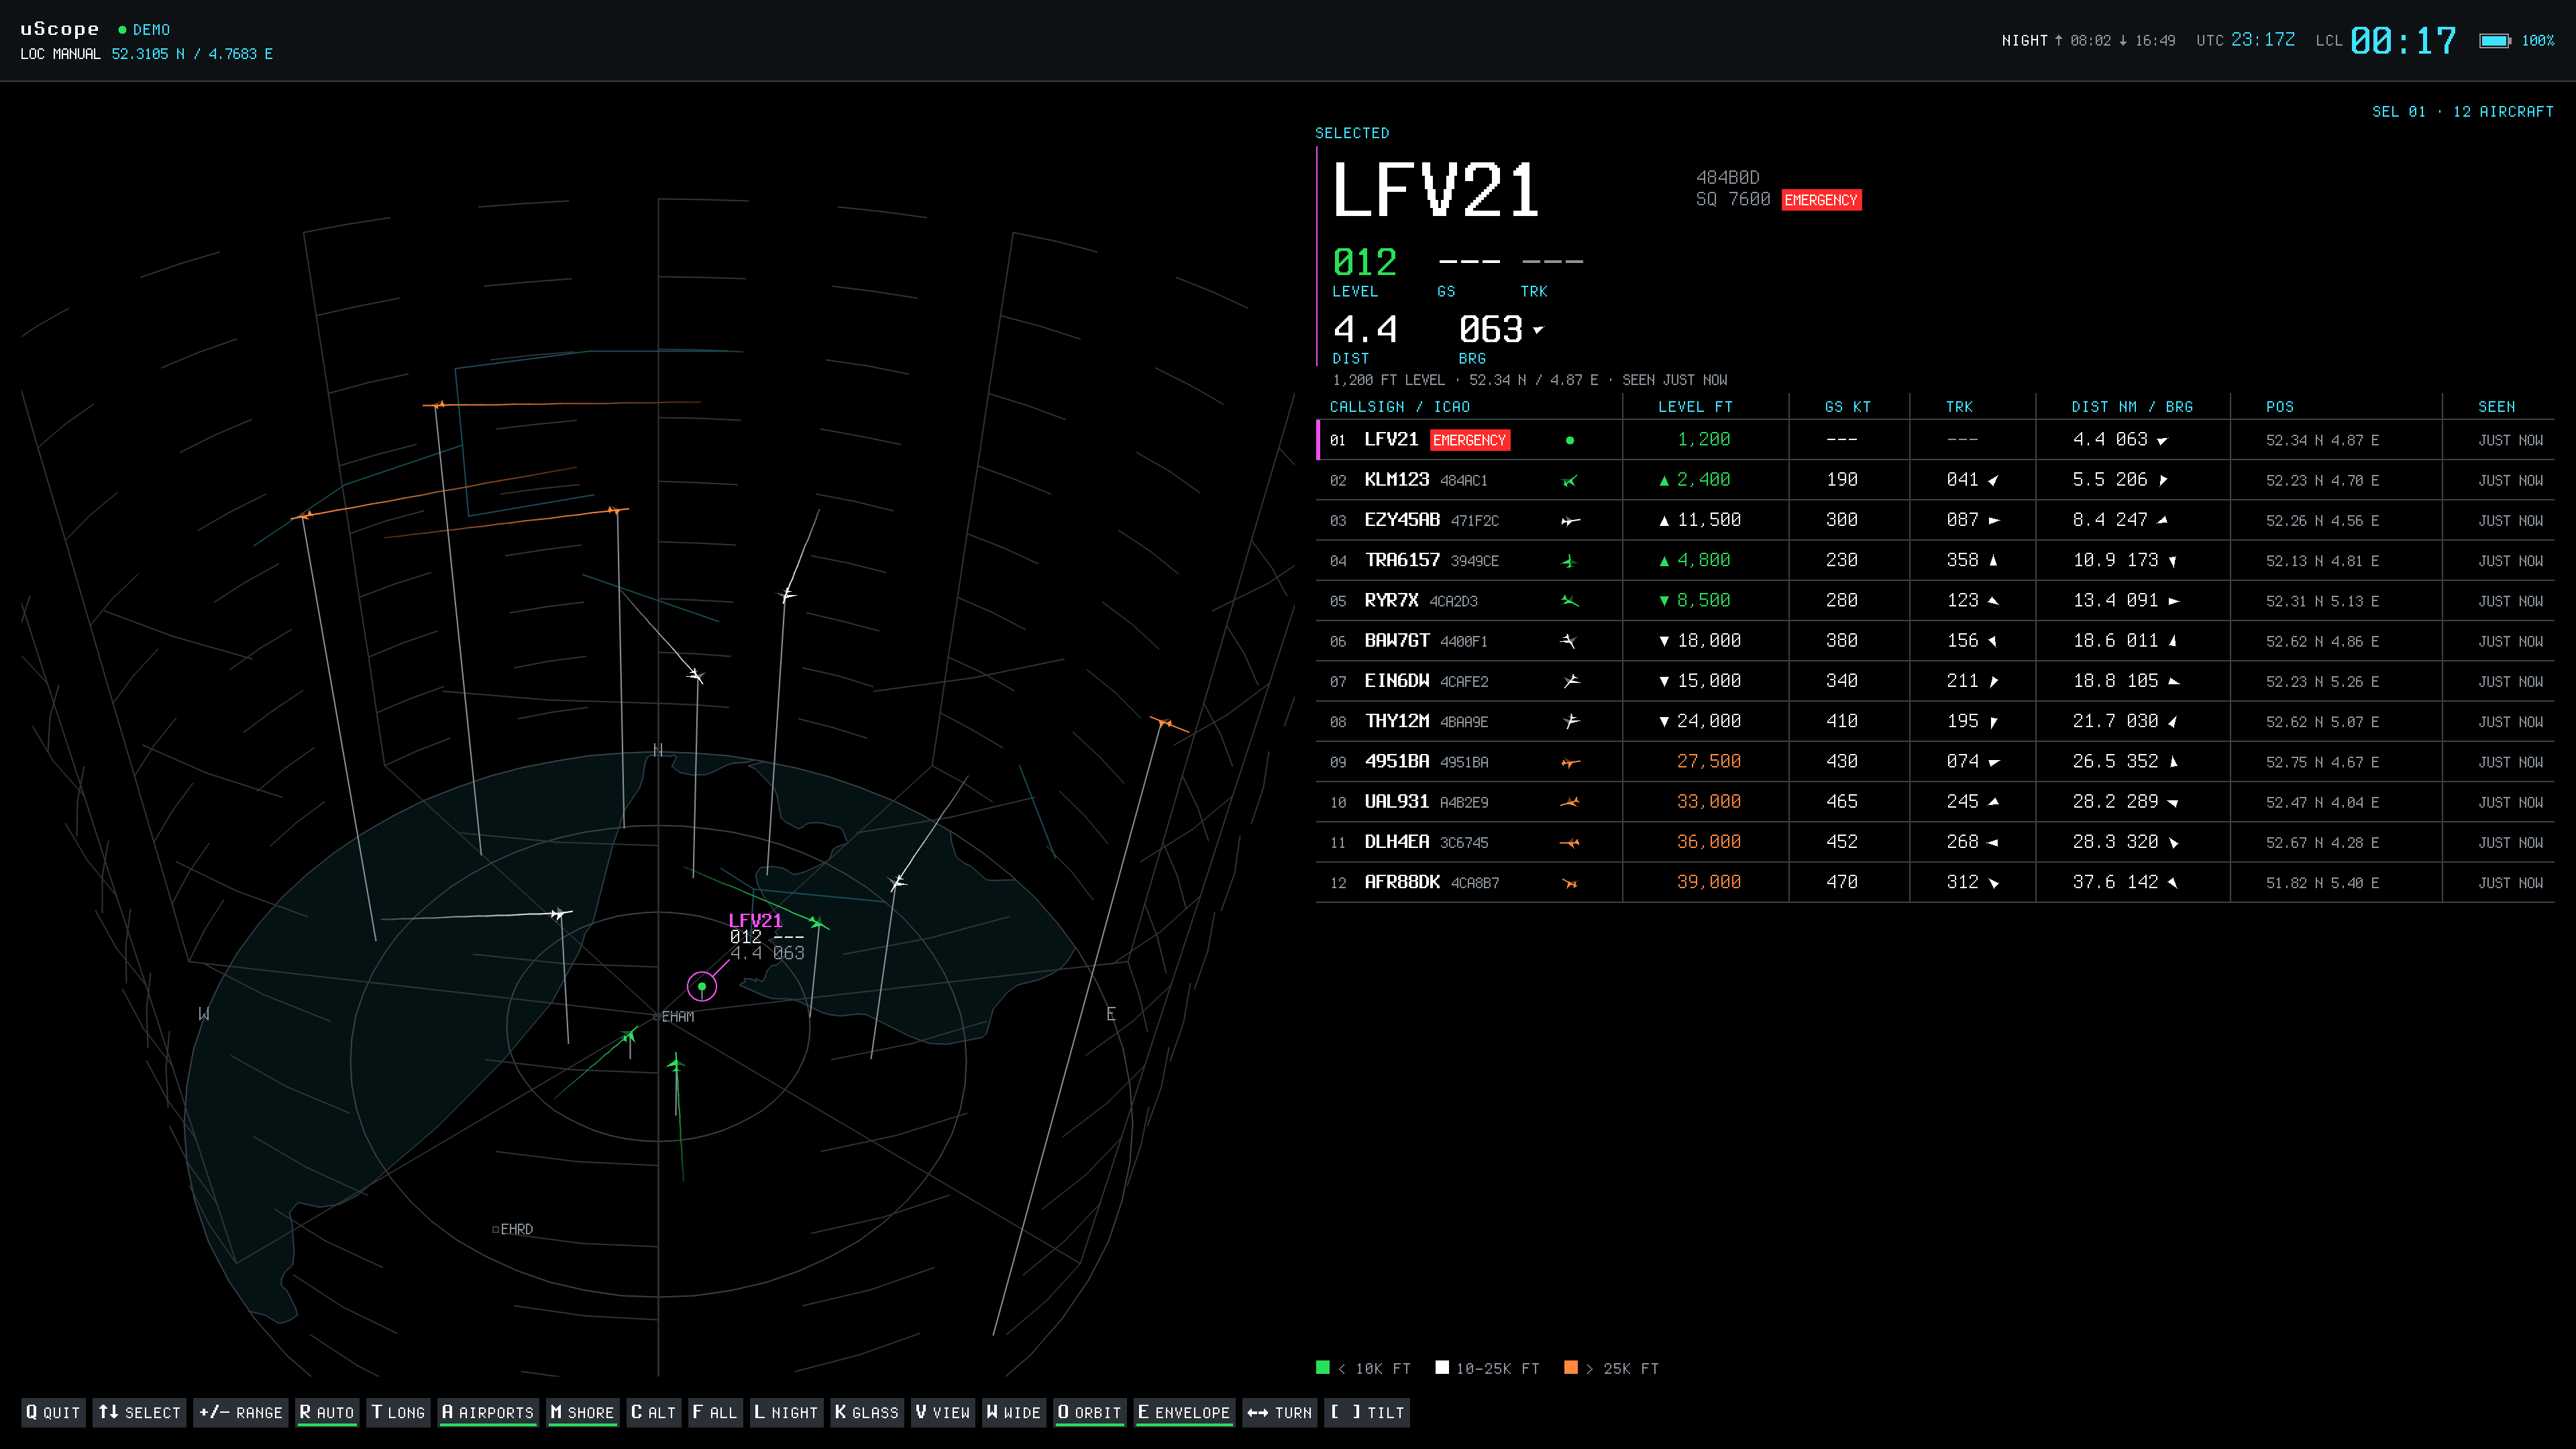 uScope ● DEMO
LOC MANUAL 52.3105 N / 4.7683 E
NIGHT ↑ 08:02 ↓ 16:49 UTC 23:17Z LCL 00:17 100%
SEL 01 · 12 AIRCRAFT
SELECTED
LFV21
484B0D
SQ 7600 EMERGENCY
012 --- ---
LEVEL GS TRK
4.4 063
DIST BRG
1,200 FT LEVEL · 52.34 N / 4.87 E · SEEN JUST NOW
CALLSIGN / ICAO LEVEL FT GS KT TRK DIST NM / BRG POS SEEN
01 LFV21 EMERGENCY 1,200 --- --- 4.4 063 52.34 N 4.87 E JUST NOW
02 KLM123 484AC1 ▲ 2,400 190 041 5.5 206 52.23 N 4.70 E JUST NOW
03 EZY45AB 471F2C ▲ 11,500 300 087 8.4 247 52.26 N 4.56 E JUST NOW
04 TRA6157 3949CE ▲ 4,800 230 358 10.9 173 52.13 N 4.81 E JUST NOW
05 RYR7X 4CA2D3 ▼ 8,500 280 123 13.4 091 52.31 N 5.13 E JUST NOW
06 BAW7GT 4400F1 ▼ 18,000 380 156 18.6 011 52.62 N 4.86 E JUST NOW
07 EIN6DW 4CAFE2 ▼ 15,000 340 211 18.8 105 52.23 N 5.26 E JUST NOW
08 THY12M 4BAA9E ▼ 24,000 410 195 21.7 030 52.62 N 5.07 E JUST NOW
09 4951BA 4951BA 27,500 430 074 26.5 352 52.75 N 4.67 E JUST NOW
10 UAL931 A4B2E9 33,000 465 245 28.2 289 52.47 N 4.04 E JUST NOW
11 DLH4EA 3C6745 36,000 452 268 28.3 320 52.67 N 4.28 E JUST NOW
12 AFR88DK 4CA8B7 39,000 470 312 37.6 142 51.82 N 5.40 E JUST NOW
N
LFV21
012 ---
4.4 063
W
E
EHAM
EHRD
< 10K FT 10-25K FT > 25K FT
Q QUIT ↑↓ SELECT +/- RANGE R AUTO T LONG A AIRPORTS M SHORE C ALT F ALL L NIGHT K GLASS V VIEW W WIDE O ORBIT E ENVELOPE ←→ TURN [ ] TILT